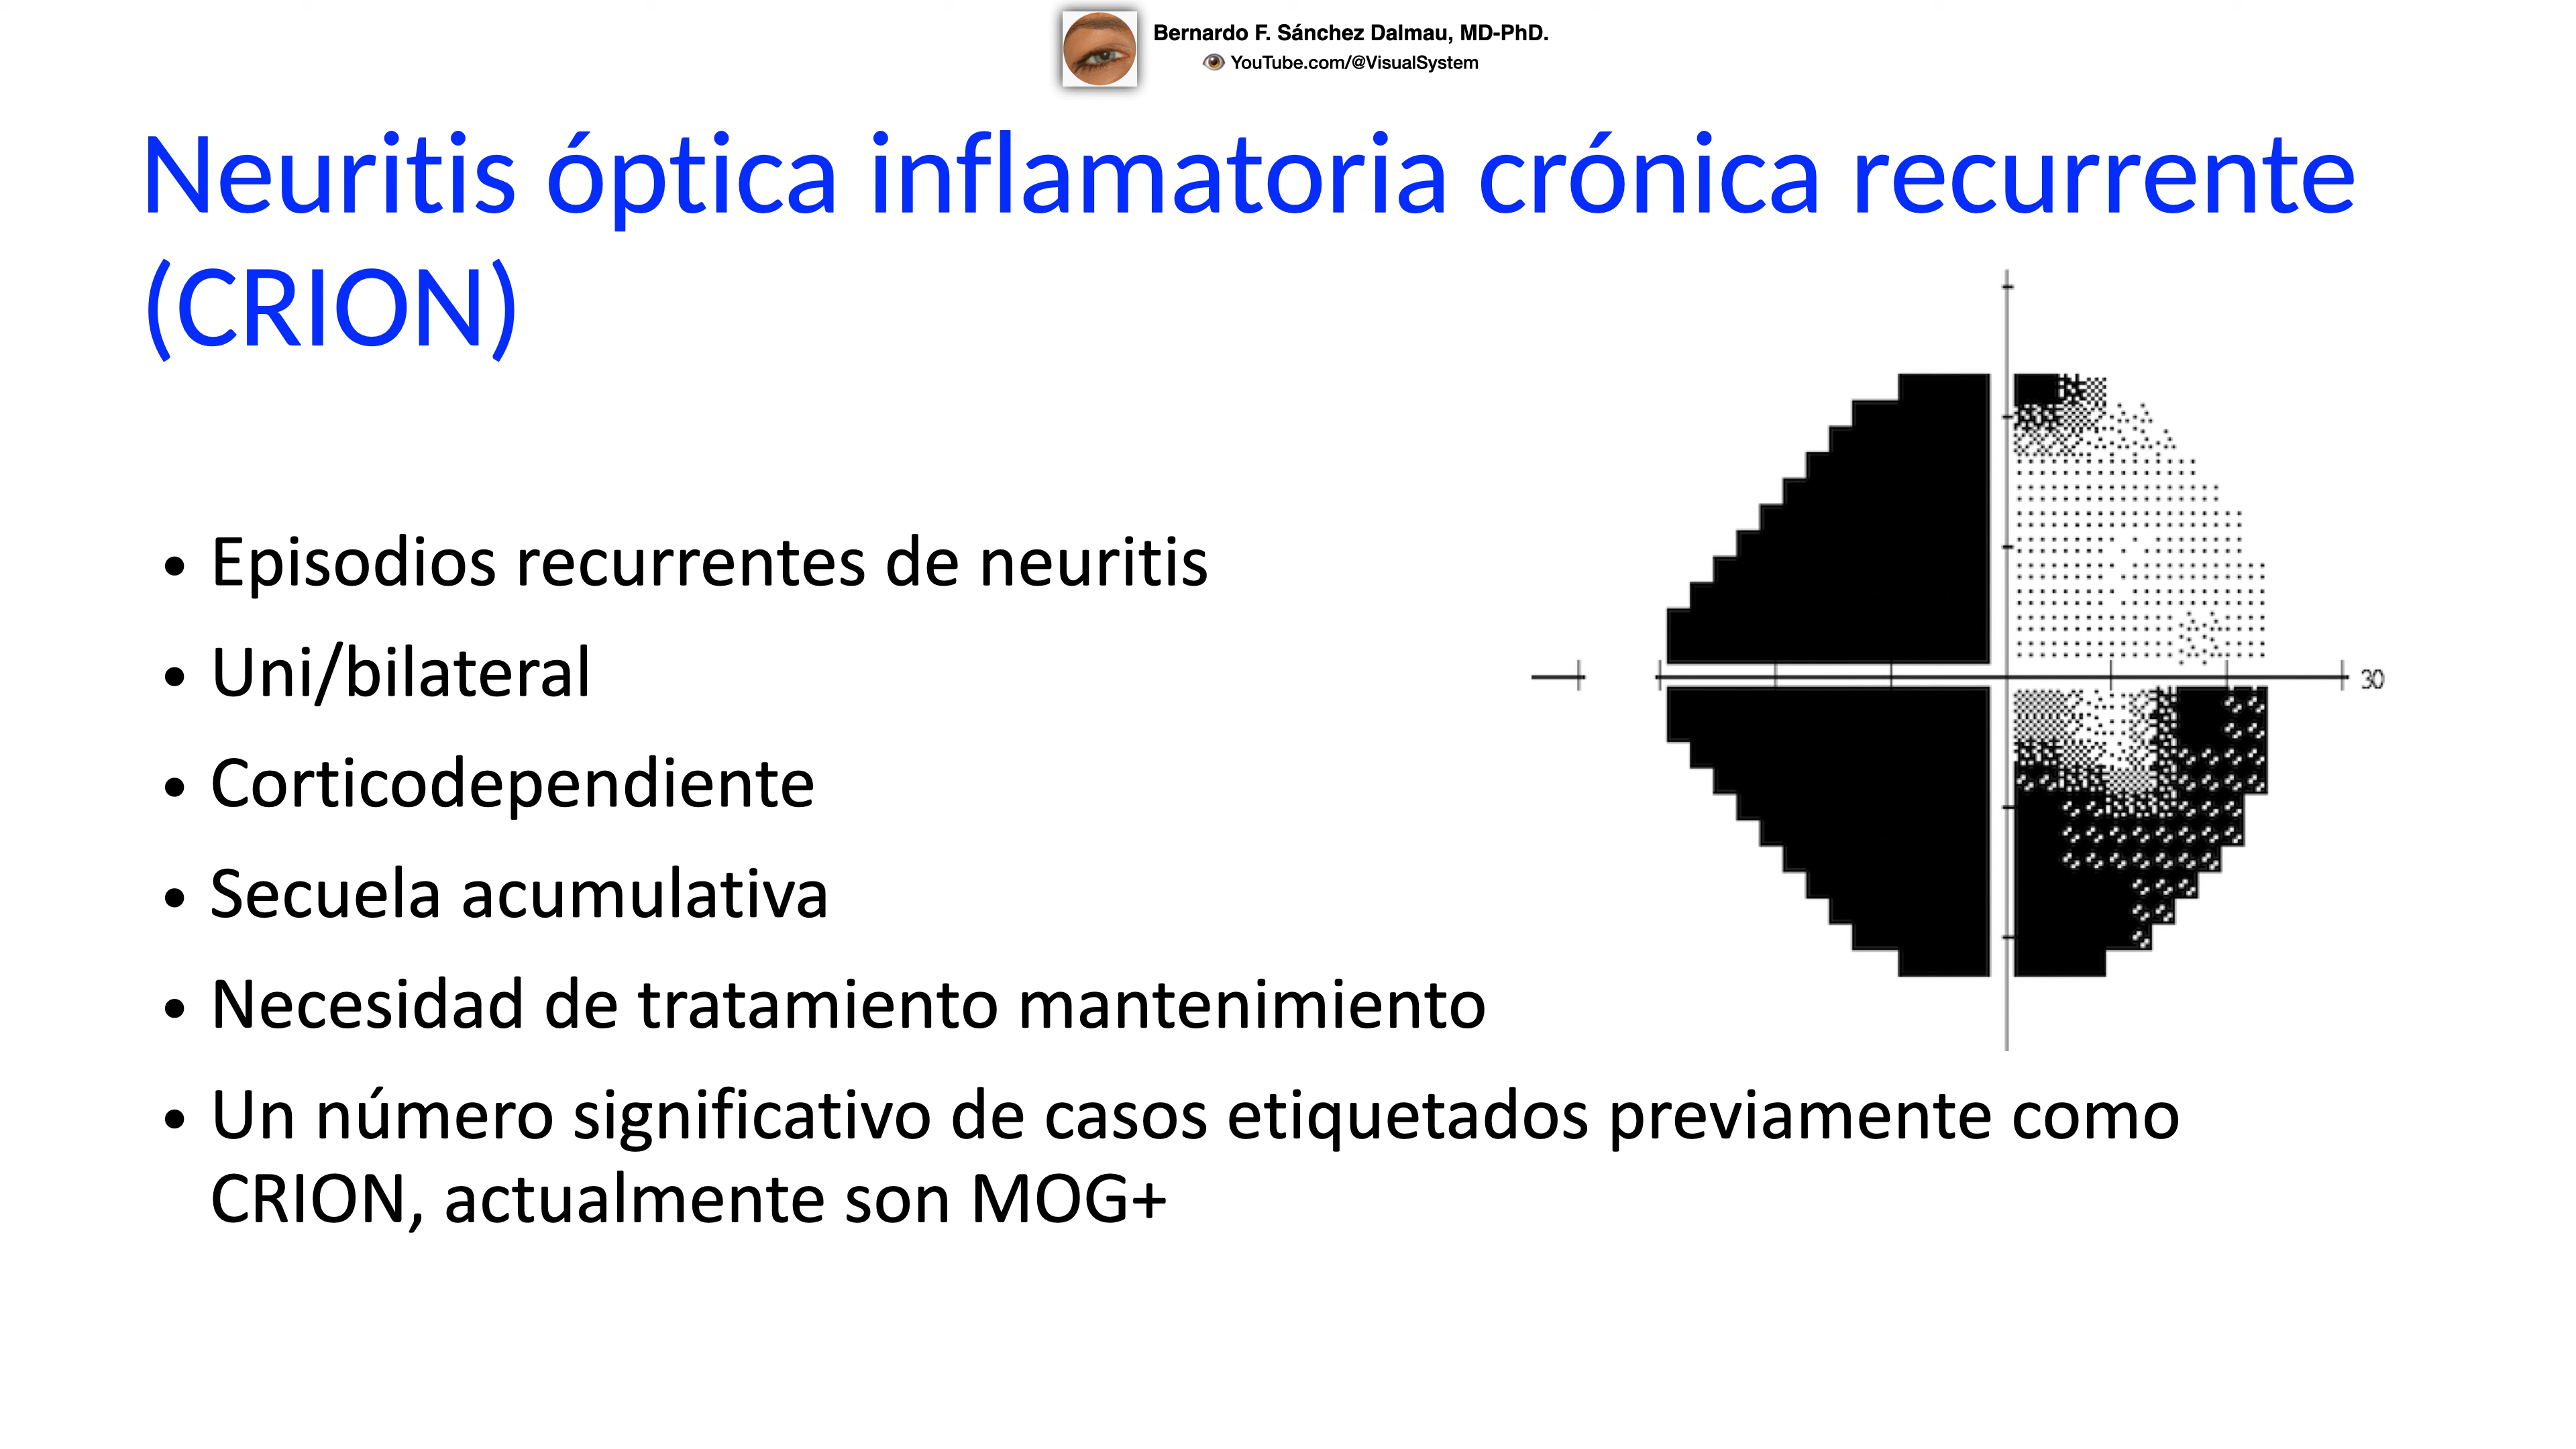 Bernardo F. Sánchez Dalmau, MD-PhD.
YouTube.com/@VisualSystem
Neuritis óptica inflamatoria crónica recurrente
(CRION)
• Episodios recurrentes de neuritis
• Uni/bilateral
• Corticodependiente
• Secuela acumulativa
• Necesidad de tratamiento mantenimiento
• Un número significativo de casos etiquetados previamente como
CRION, actualmente son MOG+
30